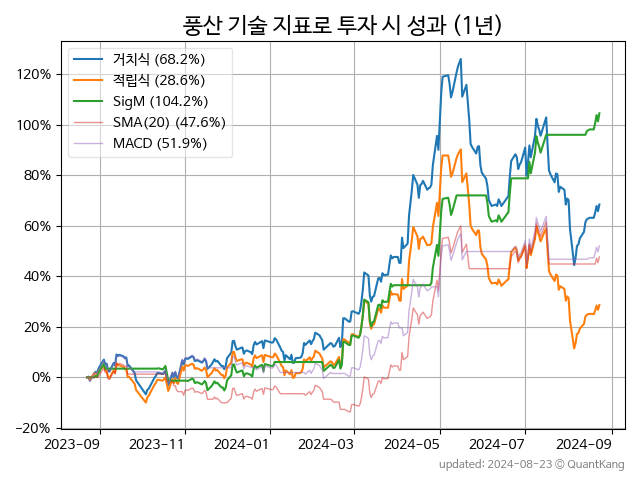 풍산 기술 지표로 투자 시 성과 (1년)
거치식 (68.2%)
적립식 (28.6%)
SigM (104.2%)
SMA(20) (47.6%)
MACD (51.9%)
120%
100%
80%
60%
40%
20%
0%
−20%
2023-09 2023-11 2024-01 2024-03 2024-05 2024-07 2024-09
updated: 2024-08-23 © QuantKang